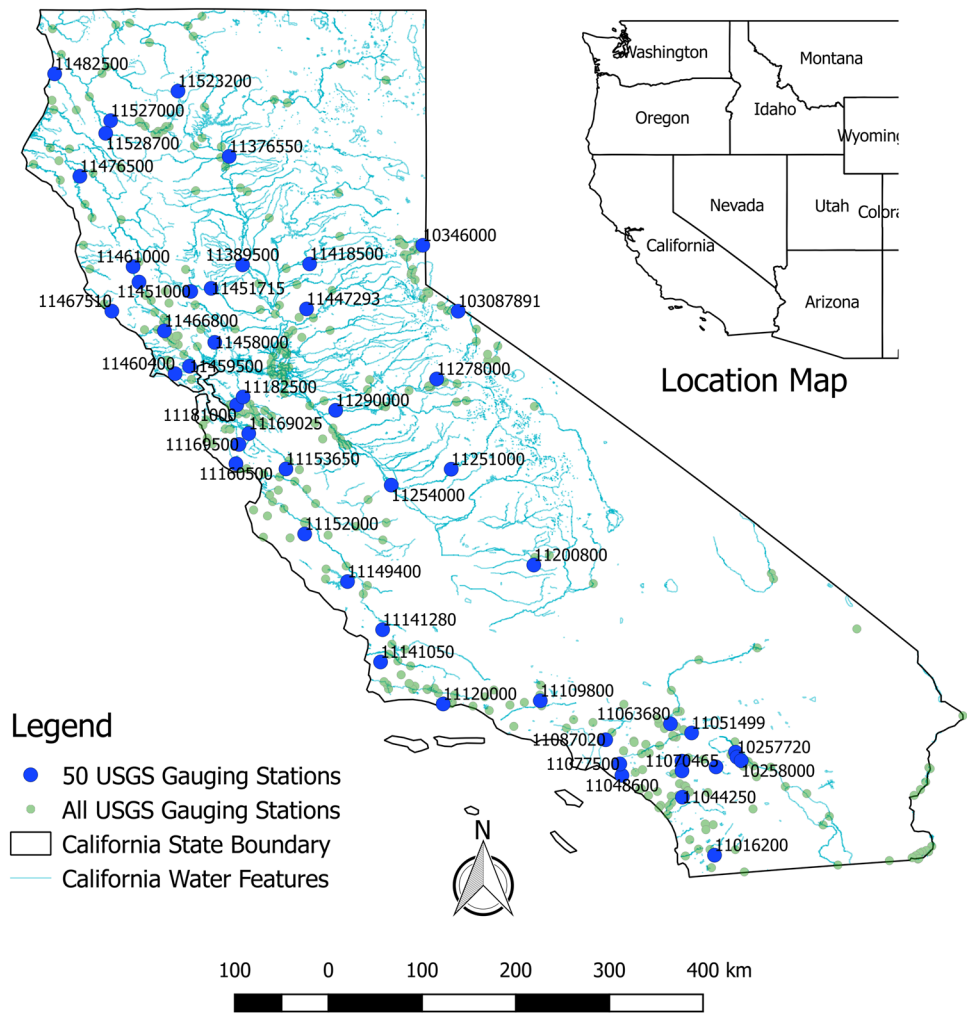 Washington
Montana
Oregon
Idaho
Wyoming
Nevada
Utah
Colora
California
Arizona
Location Map
11482500
11523200
11527000
11528700
11376550
11476500
10346000
11461000
11389500
11418500
11451000
11451715
11467510
11447293
103087891
11466800
11458000
11460400
11459500
11278000
11182500
11290000
11181000
11169025
11169500
11153650
11251000
11160500
11254000
11152000
11200800
11149400
11141280
11141050
11120000
11109800
11063680
11051499
11087020
10257720
11070465
11077500
10258000
11048600
11044250
11016200
Legend
50 USGS Gauging Stations
All USGS Gauging Stations
California State Boundary
California Water Features
N
100 0 100 200 300 400 km